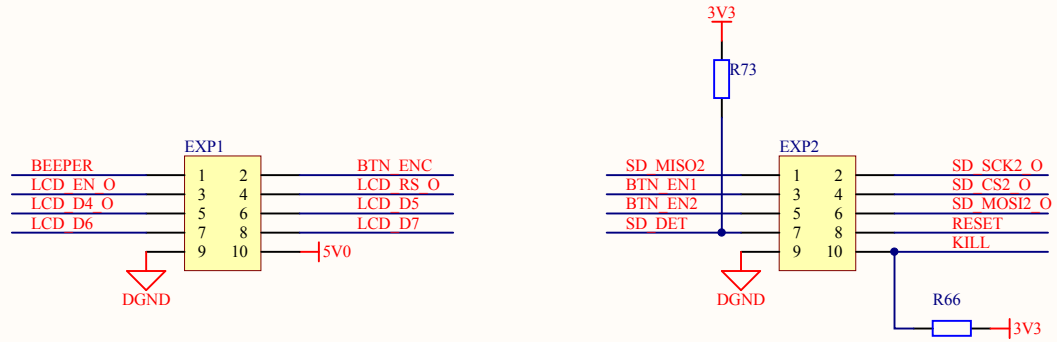 3V3
R73
EXP1
EXP2
BEEPER 1 2 BTN_ENC
LCD_EN_O 3 4 LCD_RS_O
LCD_D4_O 5 6 LCD_D5
LCD_D6 7 8 LCD_D7
9 10 5V0
DGND
SD_MISO2 1 2 SD_SCK2_O
BTN_EN1 3 4 SD_CS2_O
BTN_EN2 5 6 SD_MOSI2_O
SD_DET 7 8 RESET
9 10 KILL
DGND
R66
3V3